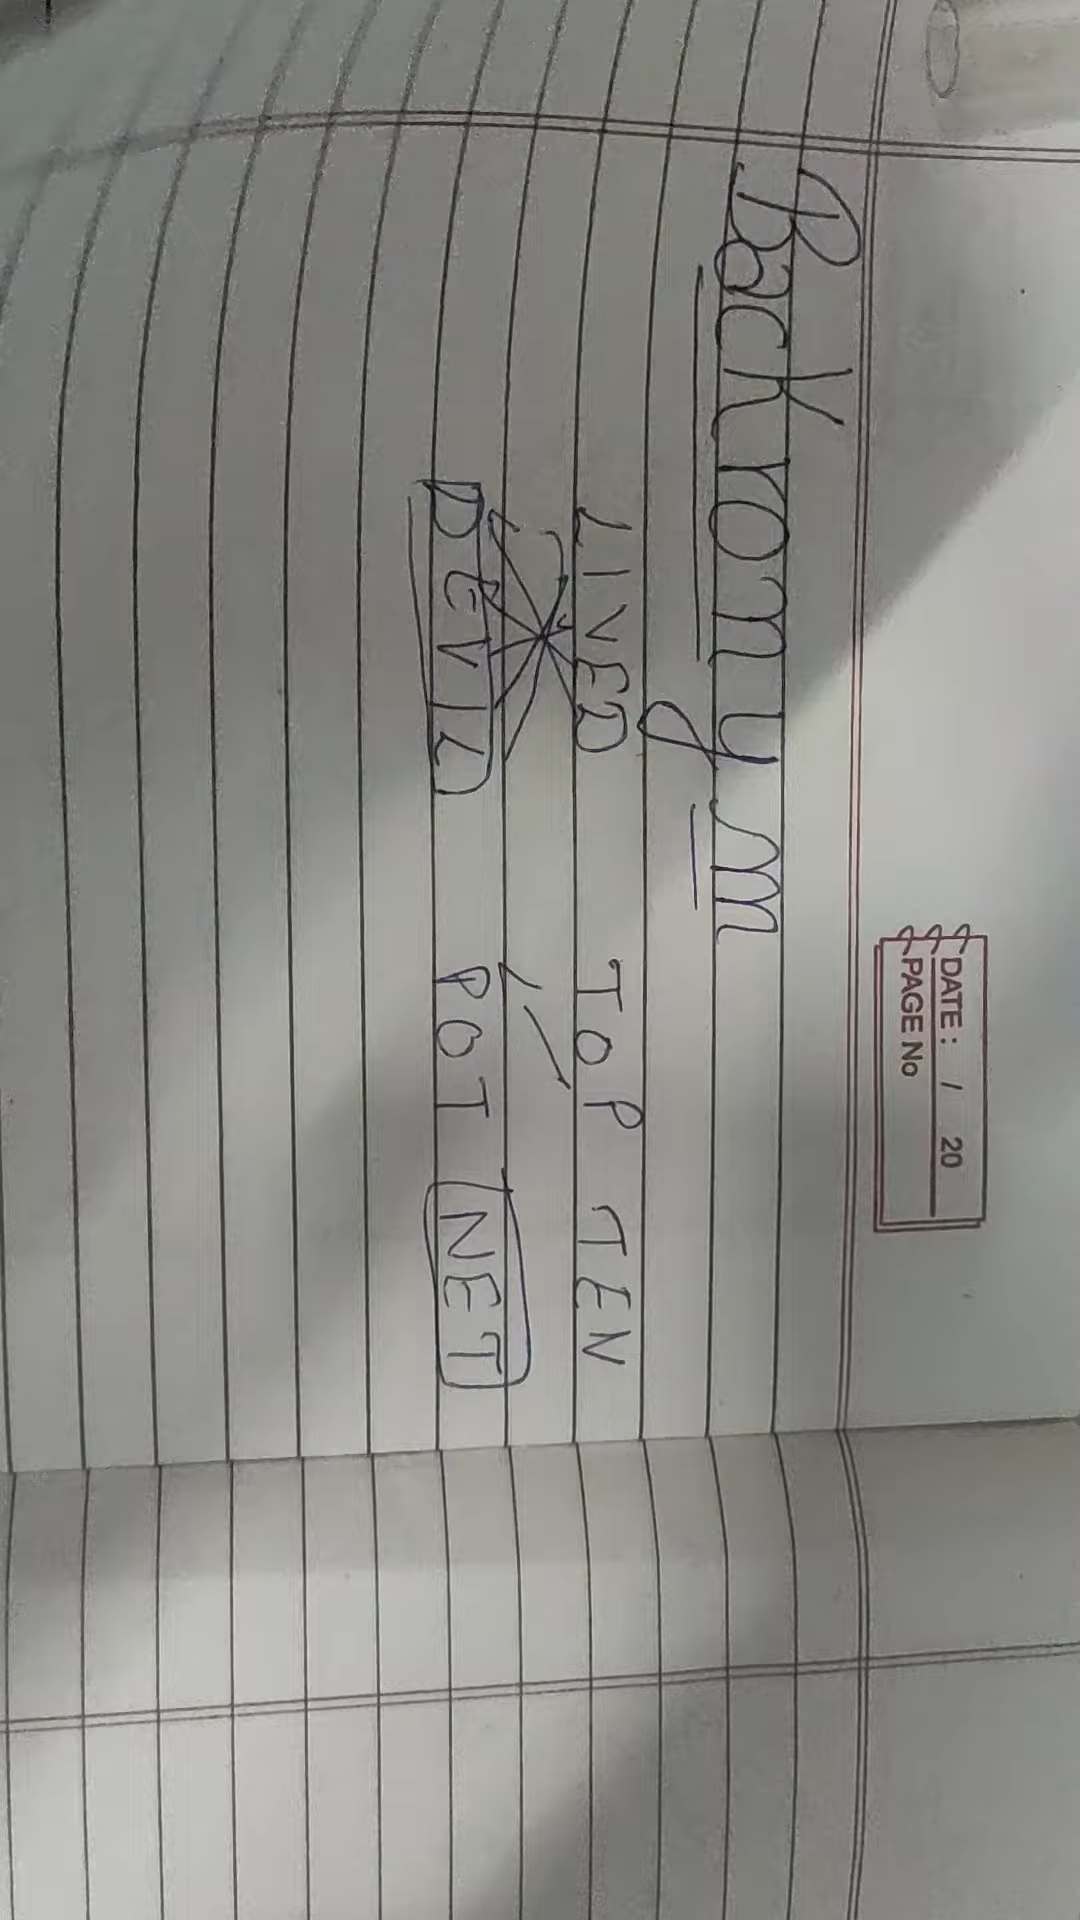 DATE: / 20
PAGE No
Backronym
LIVED TOP TEN
DEVIL POT NET